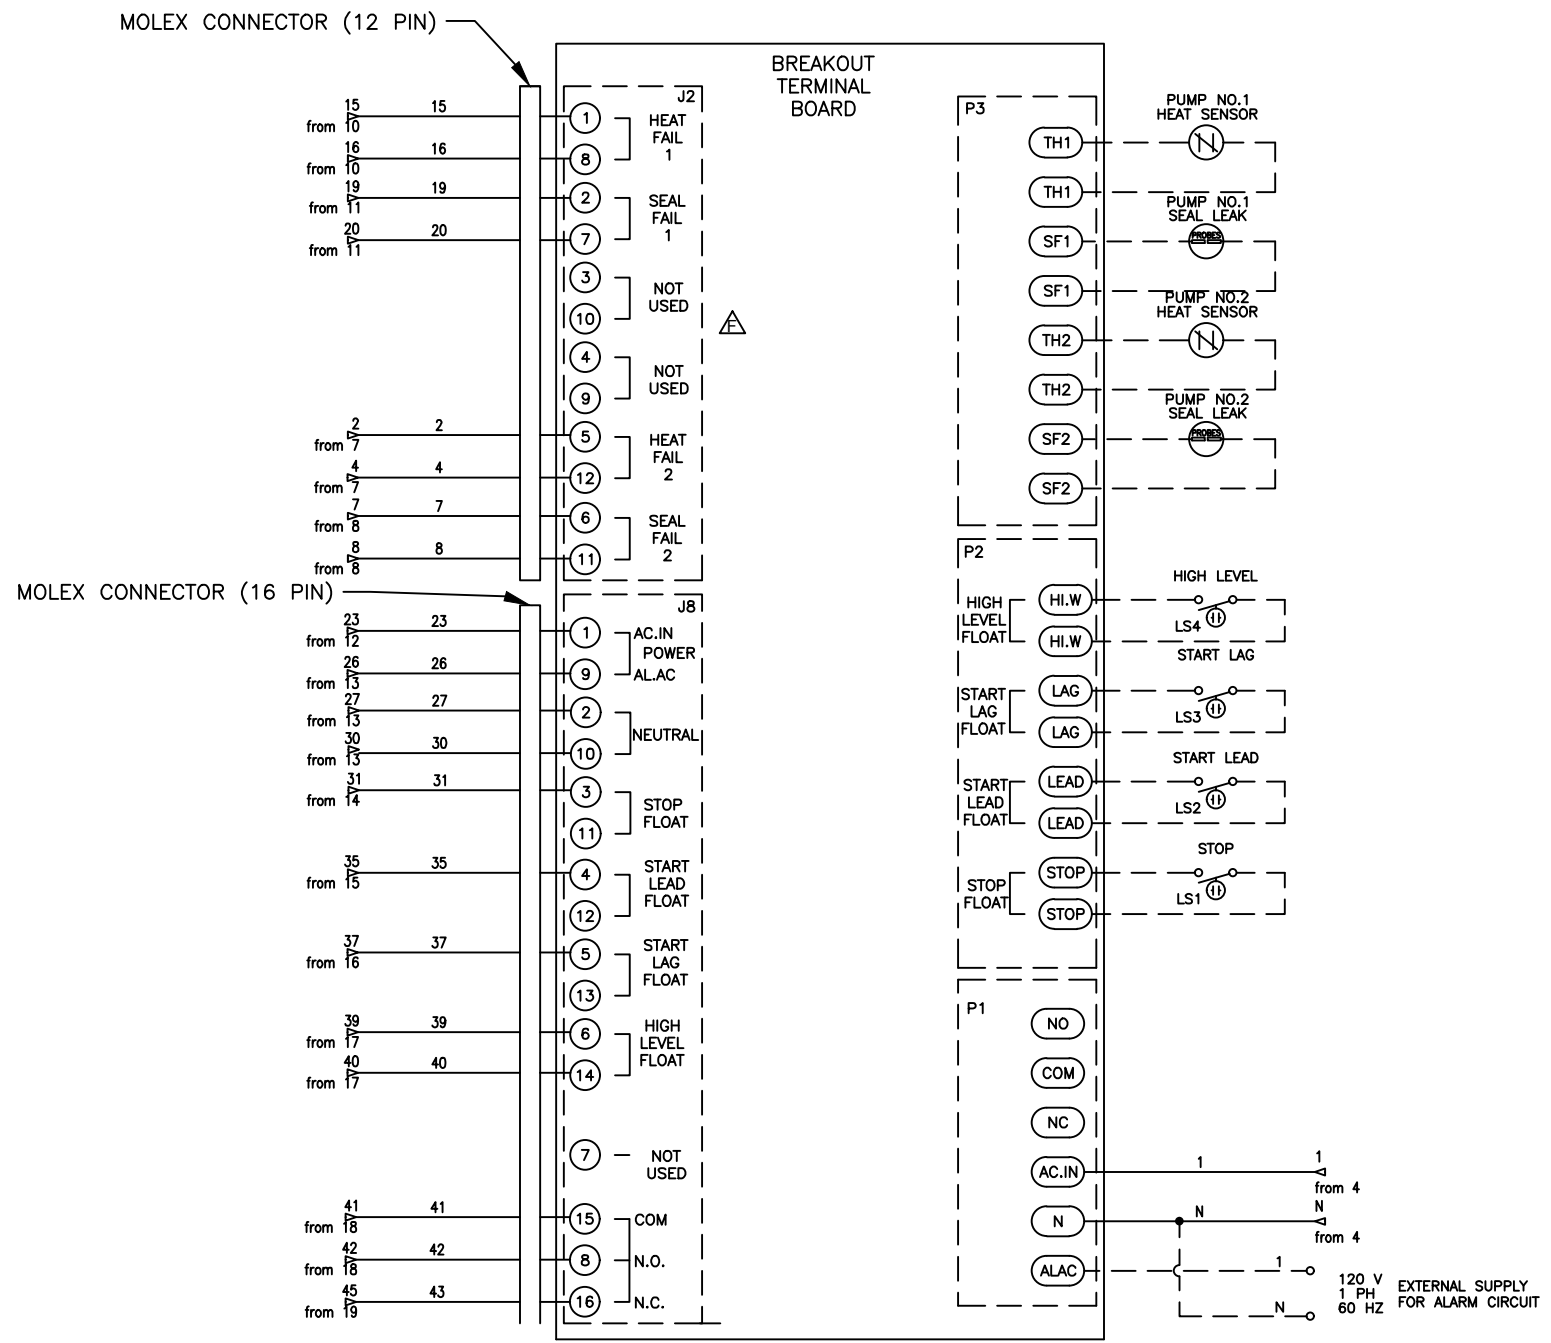 MOLEX CONNECTOR (12 PIN)
BREAKOUT
TERMINAL
BOARD
J2
15
from 10
15
1
HEAT
FAIL
1
16
from 10
16
8
19
from 11
19
2
SEAL
FAIL
1
20
from 11
20
7
3
NOT
USED
10
4
NOT
USED
9
F
2
from 7
2
5
HEAT
FAIL
2
4
from 7
4
12
7
from 8
7
6
SEAL
FAIL
2
8
from 8
8
11
MOLEX CONNECTOR (16 PIN)
J8
23
from 12
23
1
AC.IN
POWER
26
from 13
26
9
AL.AC
27
from 13
27
2
NEUTRAL
30
from 13
30
10
31
from 14
31
3
STOP
FLOAT
11
35
from 15
35
4
START
LEAD
FLOAT
12
37
from 16
37
5
START
LAG
FLOAT
13
39
from 17
39
6
HIGH
LEVEL
FLOAT
40
from 17
40
14
7
NOT
USED
41
from 18
41
15
COM
42
from 18
42
8
N.O.
45
from 19
43
16
N.C.
P3
PUMP NO.1
HEAT SENSOR
TH1
TH1
PUMP NO.1
SEAL LEAK
SF1
PROBES
SF1
PUMP NO.2
HEAT SENSOR
TH2
TH2
PUMP NO.2
SEAL LEAK
SF2
PROBES
SF2
P2
HIGH LEVEL
HIGH
LEVEL
FLOAT
HI.W
HI.W
LS4
START LAG
START
LAG
FLOAT
LAG
LAG
LS3
START LEAD
START
LEAD
FLOAT
LEAD
LEAD
LS2
STOP
STOP
FLOAT
STOP
STOP
LS1
P1
NO
COM
NC
AC.IN
1
1
from 4
N
N
N
from 4
ALAC
1
N
120 V
1 PH
60 HZ
EXTERNAL SUPPLY
FOR ALARM CIRCUIT